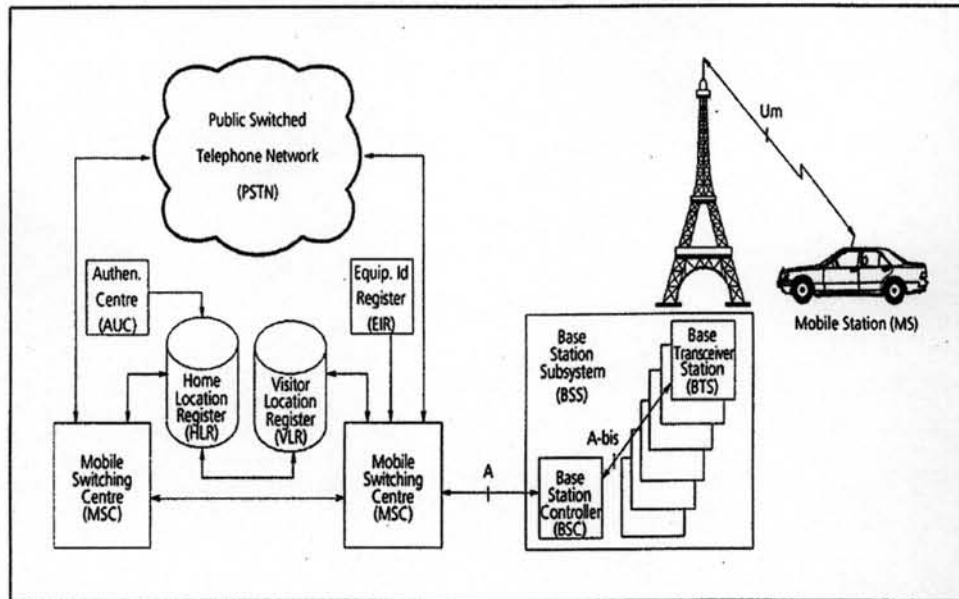 Public Switched
Telephone Network
(PSTN)
Um
Authen.
Centre
(AUC)
Equip. Id
Register
(EIR)
Mobile Station (MS)
Home
Location
Register
(HLR)
Visitor
Location
Register
(VLR)
Base
Station
Subsystem
(BSS)
Base
Transceiver
Station
(BTS)
A-bis
Mobile
Switching
Centre
(MSC)
Mobile
Switching
Centre
(MSC)
A
Base
Station
Controller
(BSC)